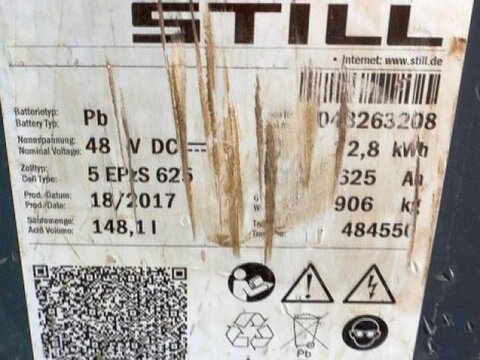 STILL
• Internet: www.still.de
Batterietyp:
Battery Type: Pb 048263208
Nennspannung:
Nominal Voltage: 48 V DC 2,8 kWh
Zelltyp:
Cell Type: 5 EPzS 625 625 Ah
Prod.-Datum:
Prod.-Date: 18/2017 906 kg
Säuremenge:
Acid Volume: 148,1 l 484550
Pb